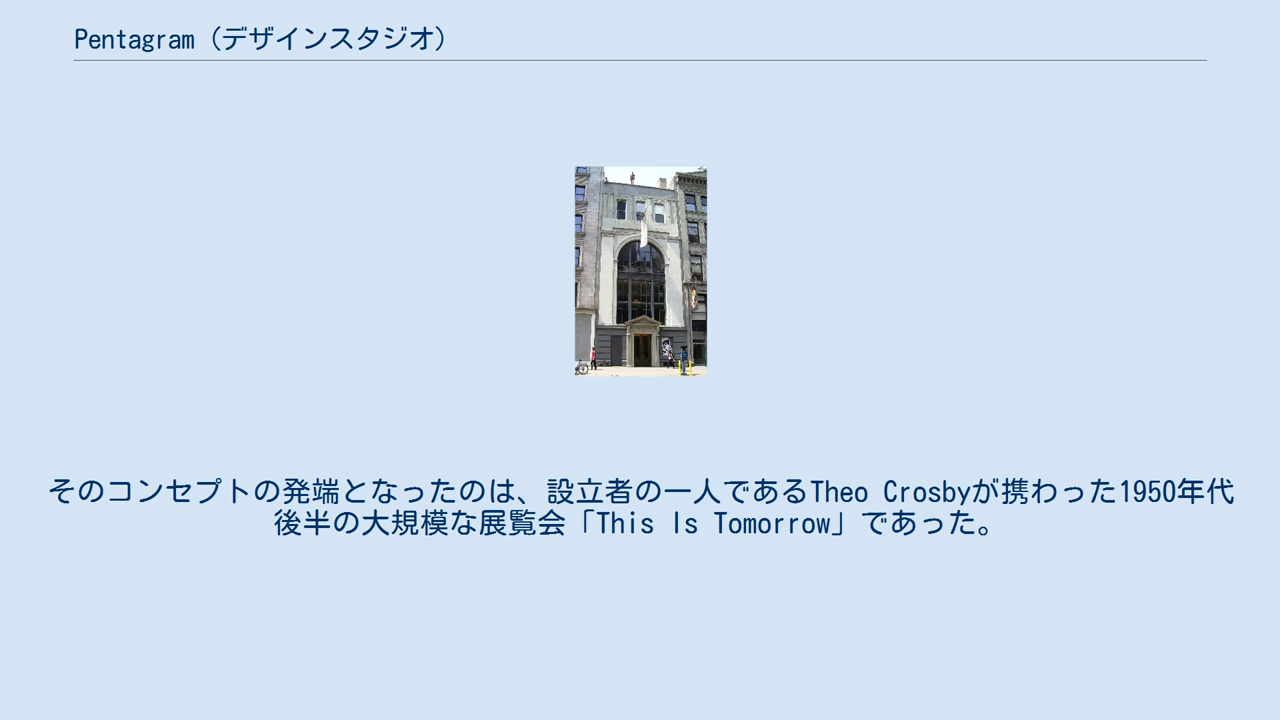 Pentagram（デザインスタジオ）
そのコンセプトの発端となったのは、設立者の一人であるTheo Crosbyが携わった1950年代
後半の大規模な展覧会「This Is Tomorrow」であった。